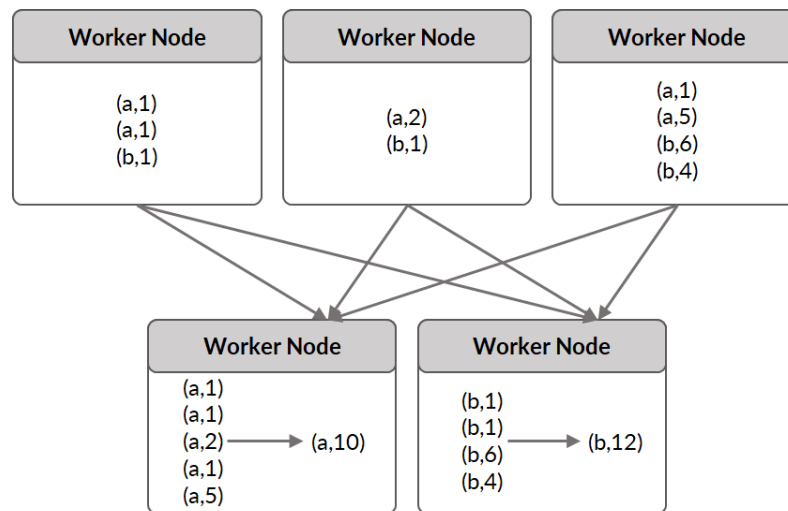 Worker Node
(a,1)
(a,1)
(b,1)
Worker Node
(a,2)
(b,1)
Worker Node
(a,1)
(a,5)
(b,6)
(b,4)
Worker Node
(a,1)
(a,1)
(a,2)
(a,1)
(a,5)
(a,10)
Worker Node
(b,1)
(b,1)
(b,6)
(b,4)
(b,12)